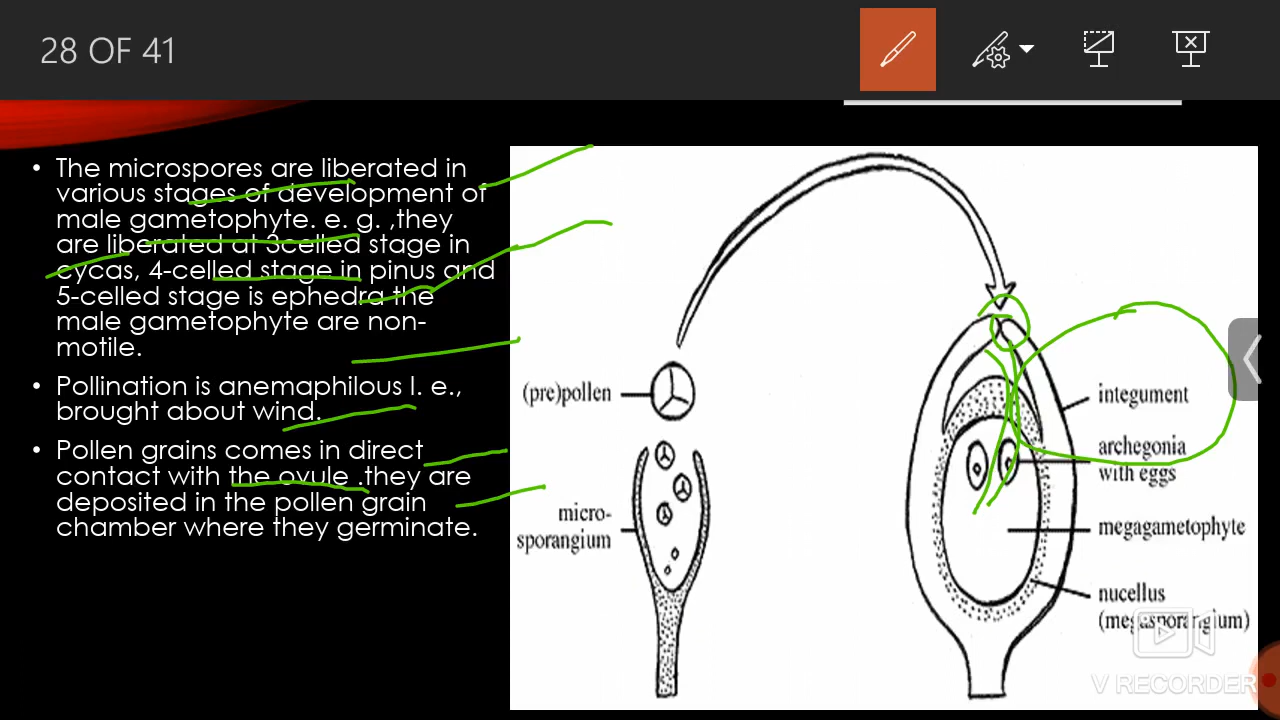 28 OF 41
• The microspores are liberated in
various stages of development of
male gametophyte. e. g. ,they
are liberated at 3celled stage in
cycas, 4-celled stage in pinus and
5-celled stage is ephedra the
male gametophyte are non-
motile.
• Pollination is anemaphilous I. e.,
brought about wind.
• Pollen grains comes in direct
contact with the ovule .they are
deposited in the pollen grain
chamber where they germinate.
(pre)pollen
micro-
sporangium
integument
archegonia
with eggs
megagametophyte
nucellus
(megasporangium)
V RECORDER